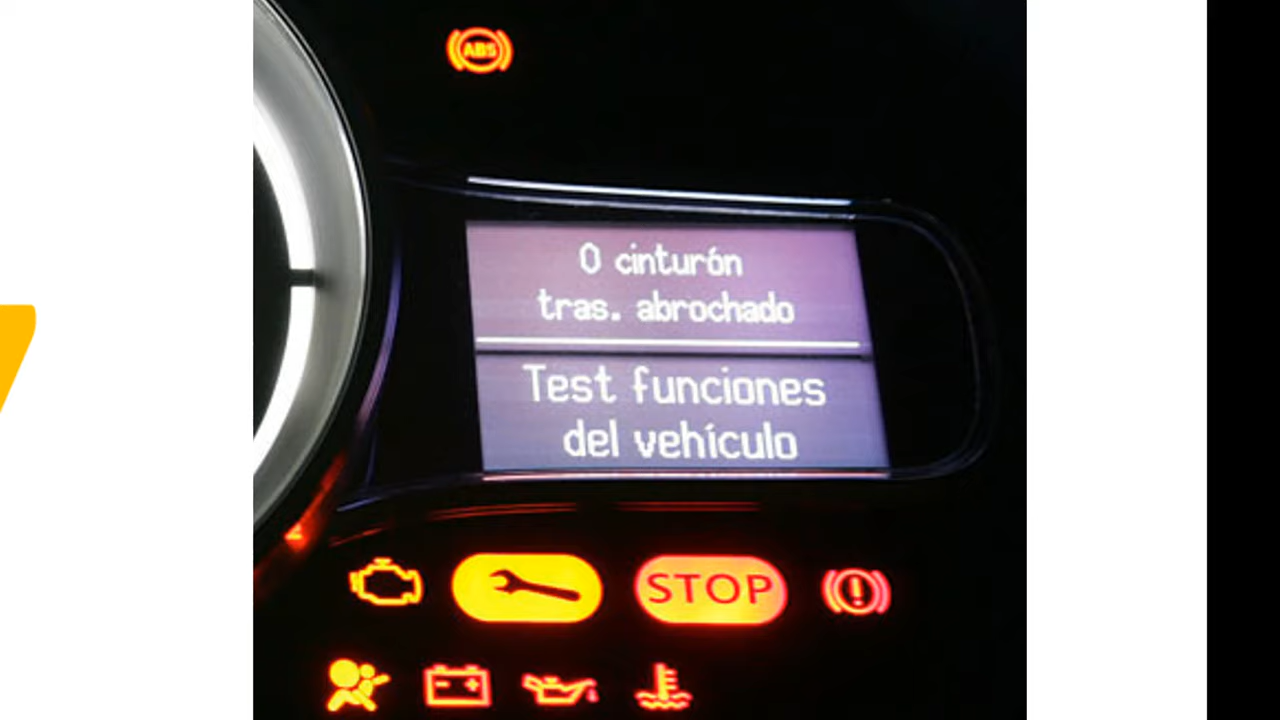 ABS
0 cinturón
tras. abrochado
Test funciones
del vehículo
STOP